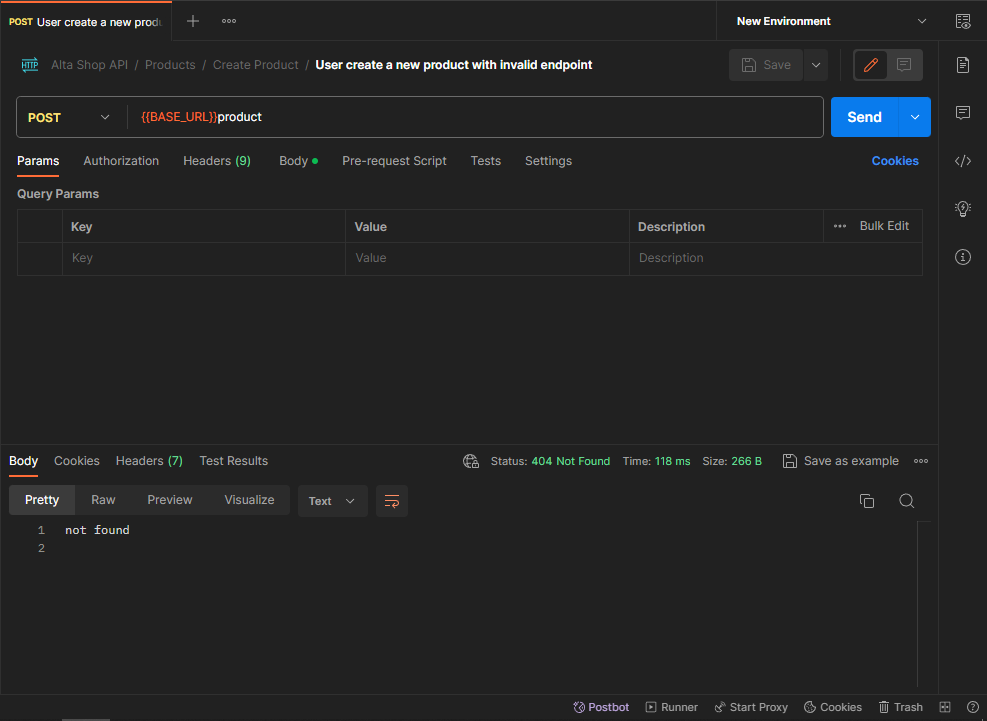 POST User create a new produ
New Environment
HTTP Alta Shop API / Products / Create Product / User create a new product with invalid endpoint
Save
POST {{BASE_URL}}product
Send
Params Authorization Headers (9) Body Pre-request Script Tests Settings Cookies
Query Params
Key Value Description Bulk Edit
Key Value Description
Body Cookies Headers (7) Test Results Status: 404 Not Found Time: 118 ms Size: 266 B Save as example
Pretty Raw Preview Visualize Text
1 not found
2
Postbot Runner Start Proxy Cookies Trash